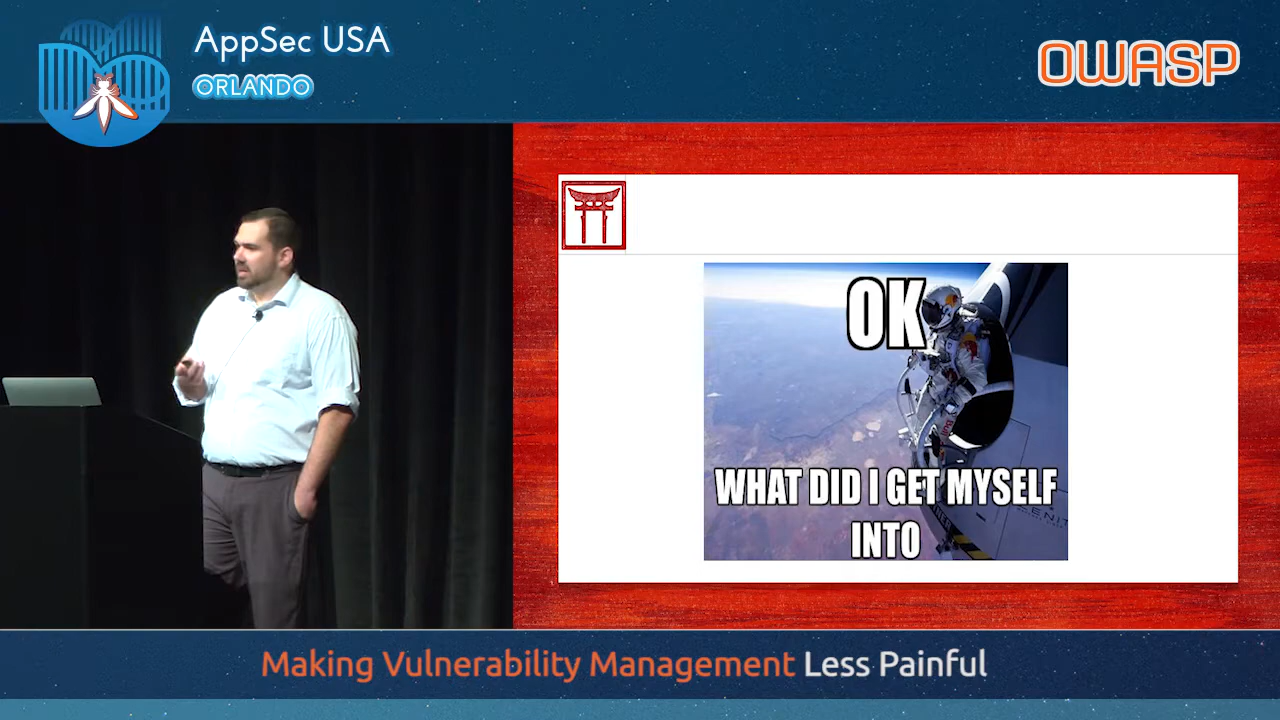 AppSec USA
ORLANDO
OWASP
OK
WHAT DID I GET MYSELF
INTO
Making Vulnerability Management Less Painful